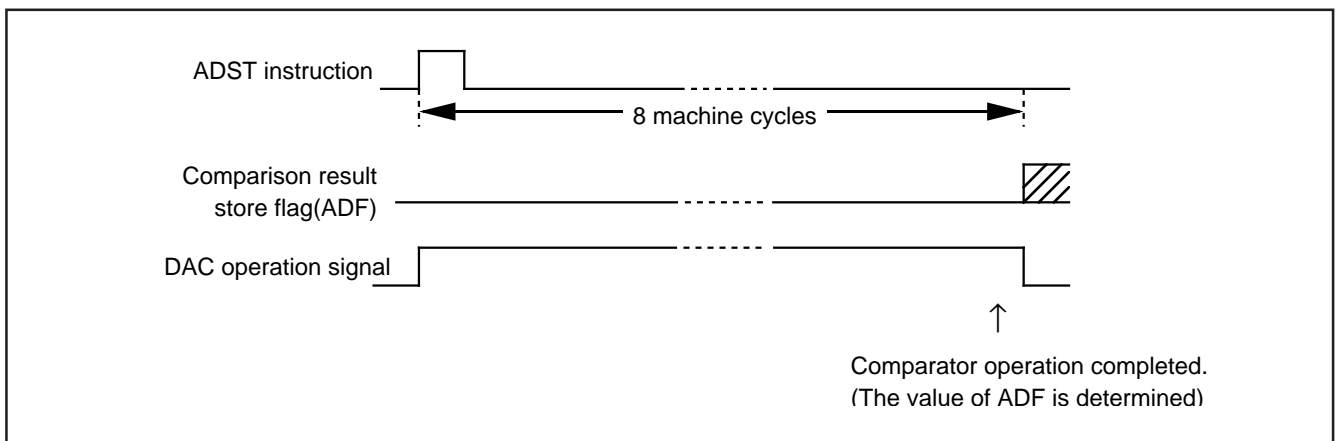 ADST instruction
8 machine cycles
Comparison result
store flag(ADF)
DAC operation signal
↑
Comparator operation completed.
(The value of ADF is determined)